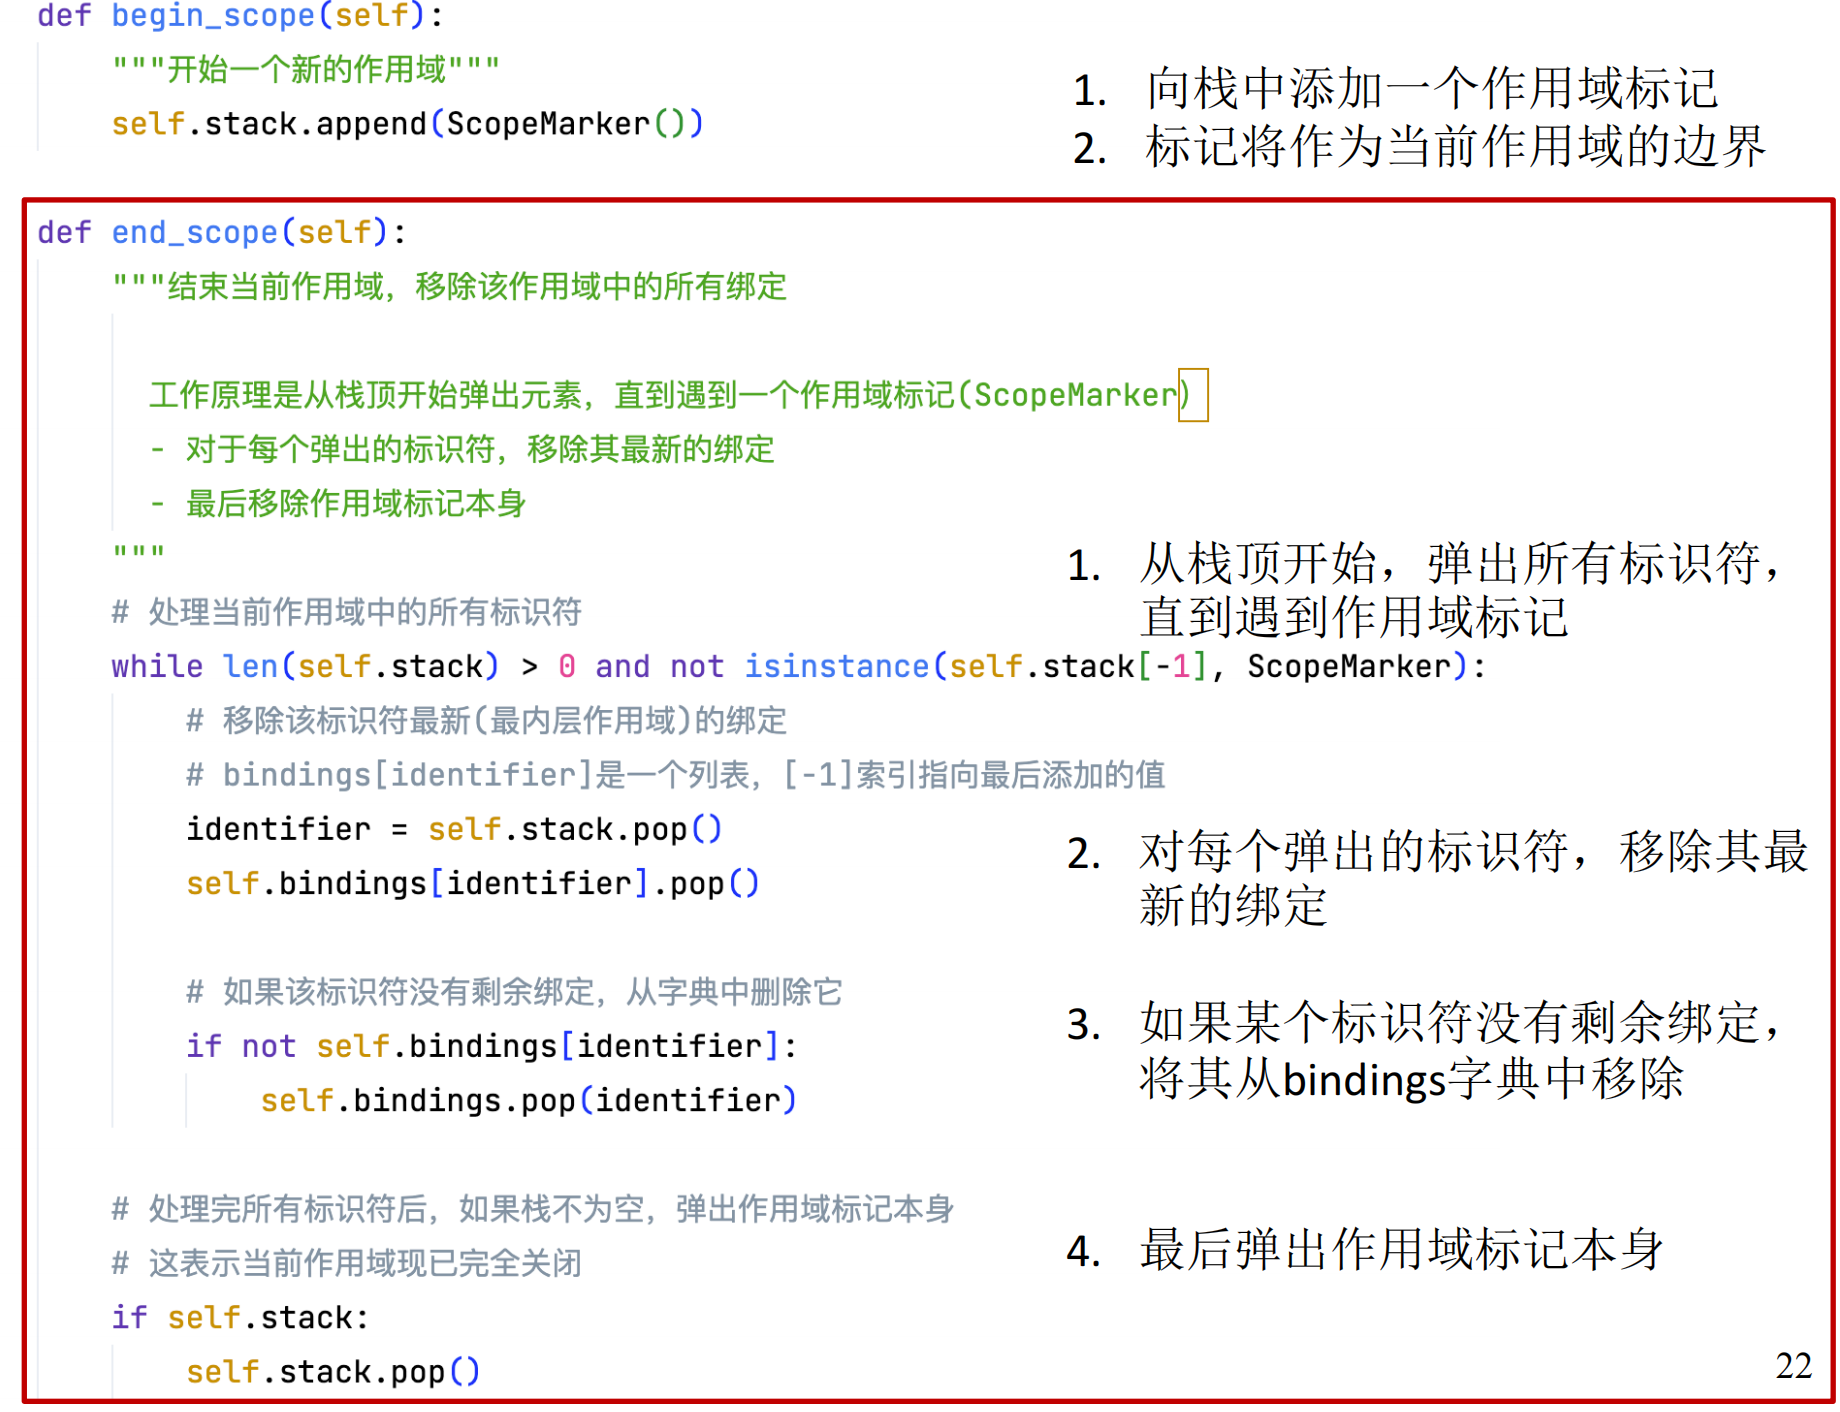 def begin_scope(self):
"""开始一个新的作用域"""
self.stack.append(ScopeMarker())
1. 向栈中添加一个作用域标记
2. 标记将作为当前作用域的边界
def end_scope(self):
"""结束当前作用域，移除该作用域中的所有绑定
工作原理是从栈顶开始弹出元素，直到遇到一个作用域标记(ScopeMarker)
- 对于每个弹出的标识符，移除其最新的绑定
- 最后移除作用域标记本身
"""
1. 从栈顶开始，弹出所有标识符，
直到遇到作用域标记
# 处理当前作用域中的所有标识符
while len(self.stack) > 0 and not isinstance(self.stack[-1], ScopeMarker):
# 移除该标识符最新(最内层作用域)的绑定
# bindings[identifier]是一个列表，[-1]索引指向最后添加的值
identifier = self.stack.pop()
self.bindings[identifier].pop()
2. 对每个弹出的标识符，移除其最
新的绑定
# 如果该标识符没有剩余绑定，从字典中删除它
if not self.bindings[identifier]:
self.bindings.pop(identifier)
3. 如果某个标识符没有剩余绑定，
将其从bindings字典中移除
# 处理完所有标识符后，如果栈不为空，弹出作用域标记本身
# 这表示当前作用域现已完全关闭
if self.stack:
self.stack.pop()
4. 最后弹出作用域标记本身
22